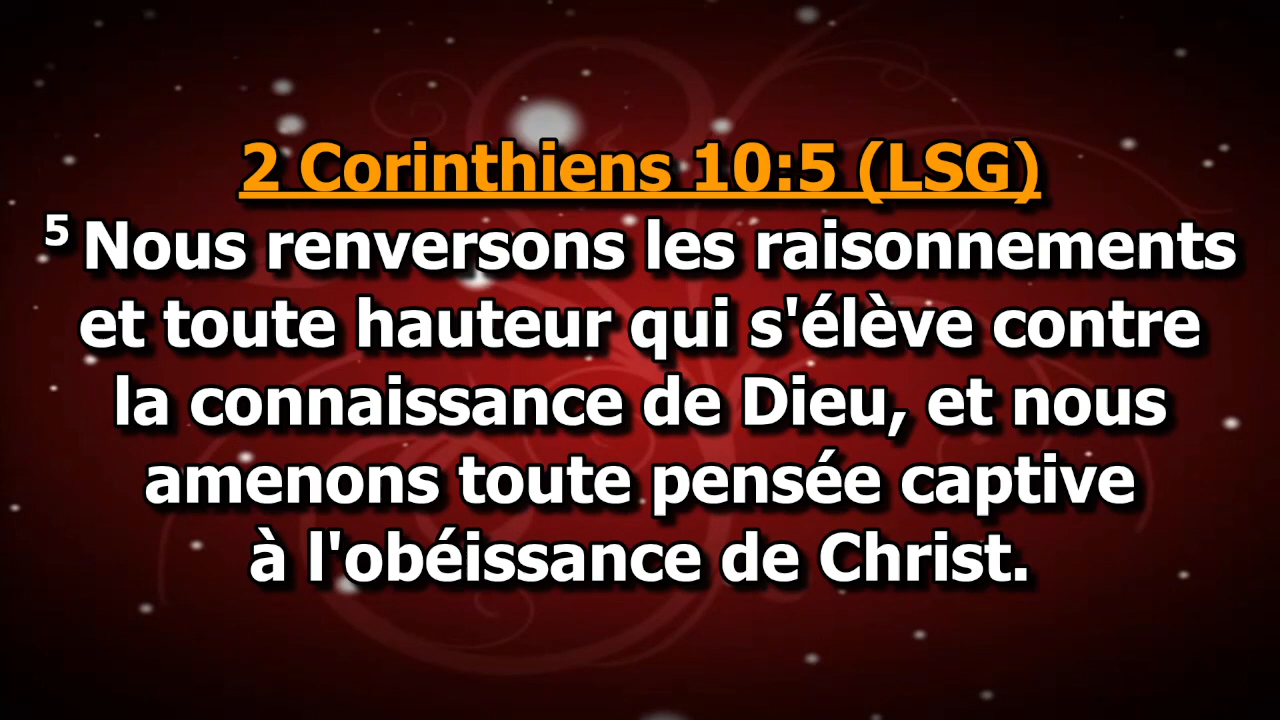 2 Corinthiens 10:5 (LSG)
5 Nous renversons les raisonnements
et toute hauteur qui s'élève contre
la connaissance de Dieu, et nous
amenons toute pensée captive
à l'obéissance de Christ.